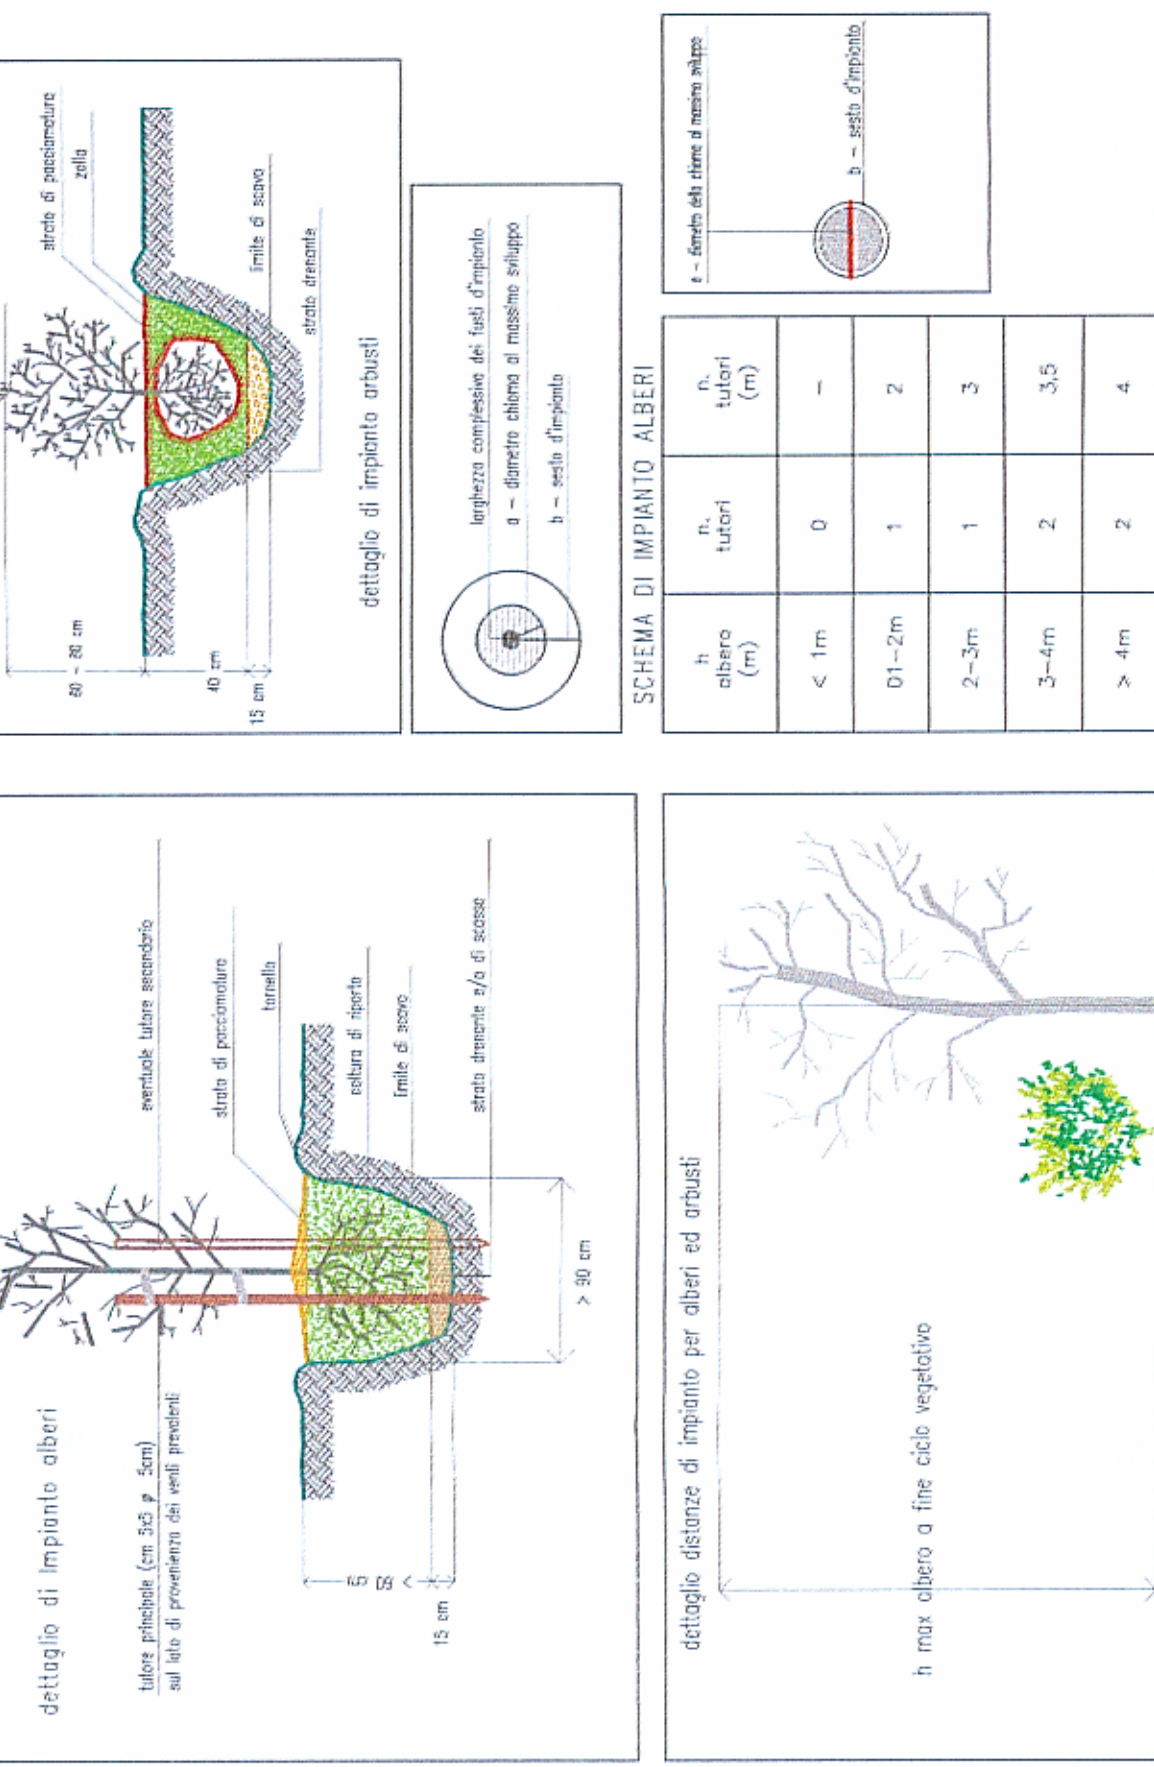 dettaglio di Impianto alberi
tutore principale (cm 5x5 ø 5cm)
sul lato di provenienza dei venti prevalenti
eventuale tutore secondario
strato di pacciamatura
tornello
coltura di riporto
limite di scavo
strato drenante e/o di scasso
> 60 cm
15 cm
> 90 cm
strato di pacciamatura
zolla
limite di scavo
strato drenante
60 - 80 cm
40 cm
15 cm
dettaglio di impianto arbusti
larghezza complessiva dei fusti d'impianto
a - diametro chioma al massimo sviluppo
b - sesto d'impianto
dettaglio distanze di impianto per alberi ed arbusti
h max albero a fine ciclo vegetativo
SCHEMA DI IMPIANTO ALBERI
h albero (m) n. tutori n. tutori (m)
< 1m 0 -
01-2m 1 2
2-3m 1 3
3-4m 2 3,5
> 4m 2 4
a - diametro della chioma al massimo sviluppo
b - sesto d'impianto